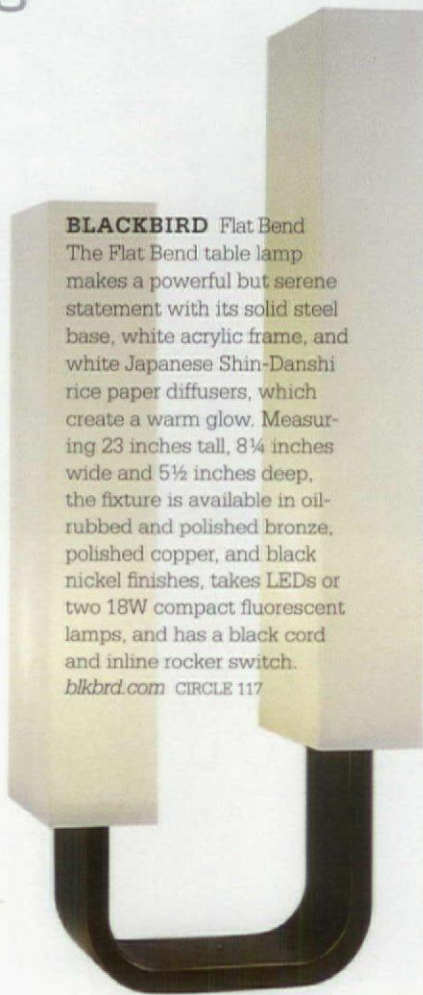 BLACKBIRD Flat Bend
The Flat Bend table lamp
makes a powerful but serene
statement with its solid steel
base, white acrylic frame, and
white Japanese Shin-Danshi
rice paper diffusers, which
create a warm glow. Measur-
ing 23 inches tall, 8¼ inches
wide and 5½ inches deep,
the fixture is available in oil-
rubbed and polished bronze,
polished copper, and black
nickel finishes, takes LEDs or
two 18W compact fluorescent
lamps, and has a black cord
and inline rocker switch.
blkbrd.com CIRCLE 117